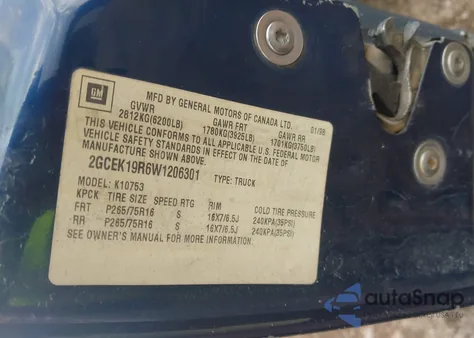 GM
MFD BY GENERAL MOTORS OF CANADA LTD. 01/98
GVWR GAWR FRT GAWR RR
2812KG(6200LB) 1780KG(3925LB) 1701KG(3750LB)
THIS VEHICLE CONFORMS TO ALL APPLICABLE U.S. FEDERAL MOTOR
VEHICLE SAFETY STANDARDS IN EFFECT ON THE DATE OF
MANUFACTURE SHOWN ABOVE.
2GCEK19R6W1206301 TYPE: TRUCK
MODEL: K10753
KPCK TIRE SIZE SPEED RTG RIM COLD TIRE PRESSURE
FRT P265/75R16 S 16X7/6.5J 240KPA(35PSI)
RR P265/75R16 S 16X7/6.5J 240KPA(35PSI)
SEE OWNER'S MANUAL FOR MORE INFORMATION.
autoSnap